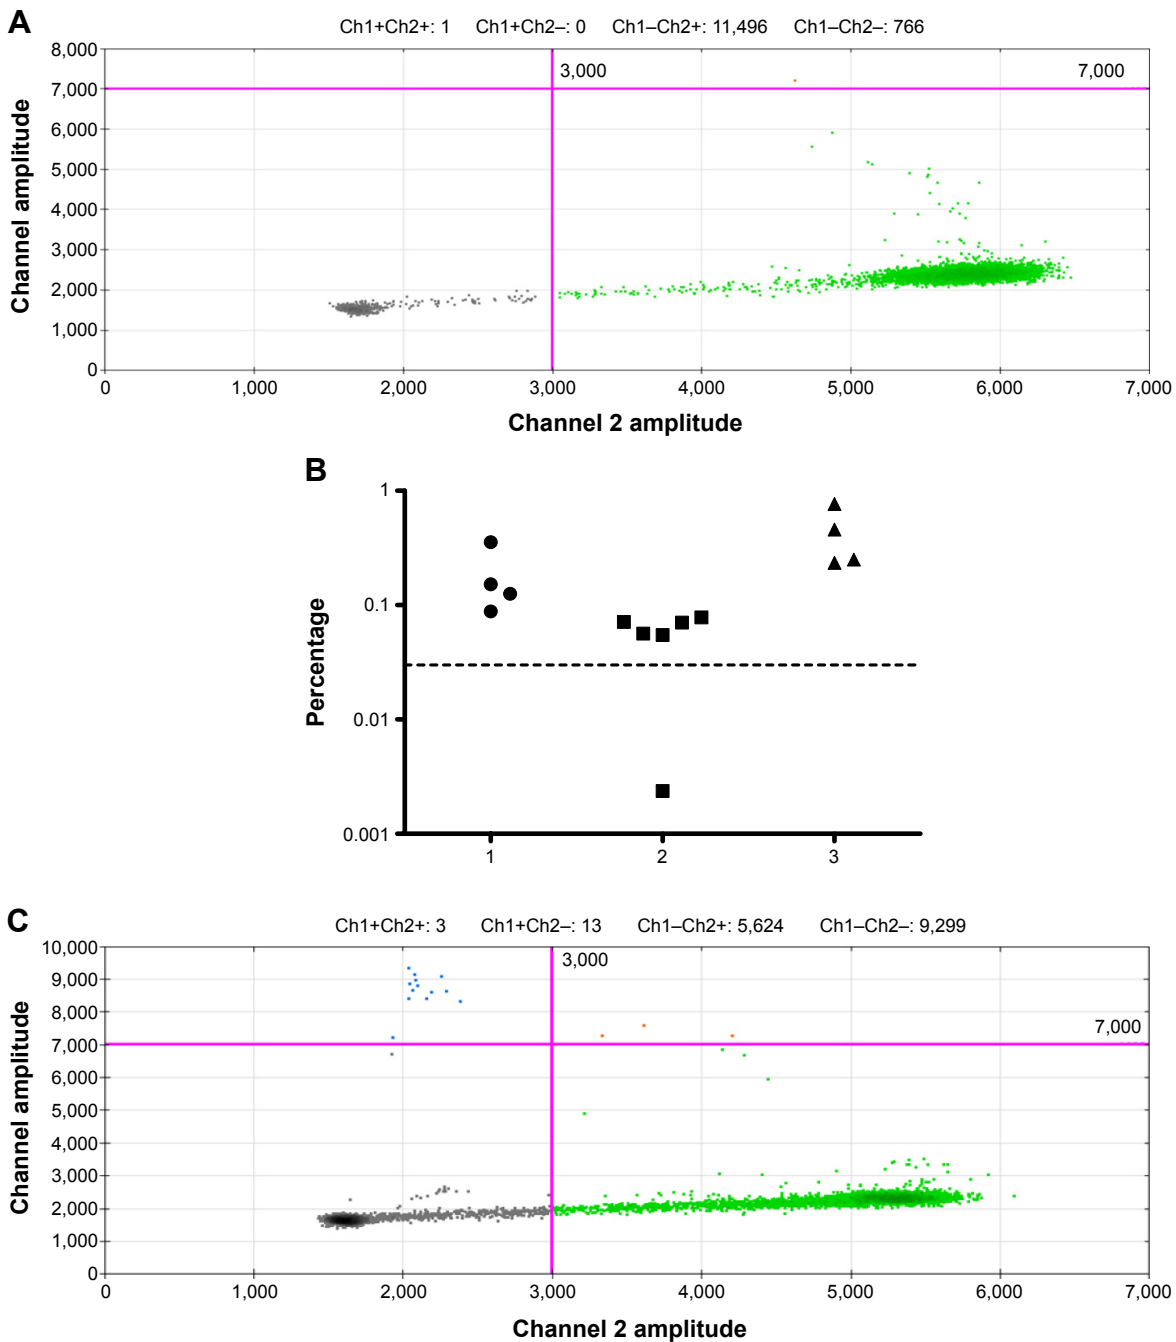 A
Ch1+Ch2+: 1 Ch1+Ch2–: 0 Ch1–Ch2+: 11,496 Ch1–Ch2–: 766
8,000
7,000
6,000
5,000
4,000
3,000
2,000
1,000
0
Channel amplitude
3,000
7,000
0 1,000 2,000 3,000 4,000 5,000 6,000 7,000
Channel 2 amplitude
B
1
0.1
0.01
0.001
Percentage
1 2 3
C
Ch1+Ch2+: 3 Ch1+Ch2–: 13 Ch1–Ch2+: 5,624 Ch1–Ch2–: 9,299
10,000
9,000
8,000
7,000
6,000
5,000
4,000
3,000
2,000
1,000
0
Channel amplitude
3,000
7,000
0 1,000 2,000 3,000 4,000 5,000 6,000 7,000
Channel 2 amplitude